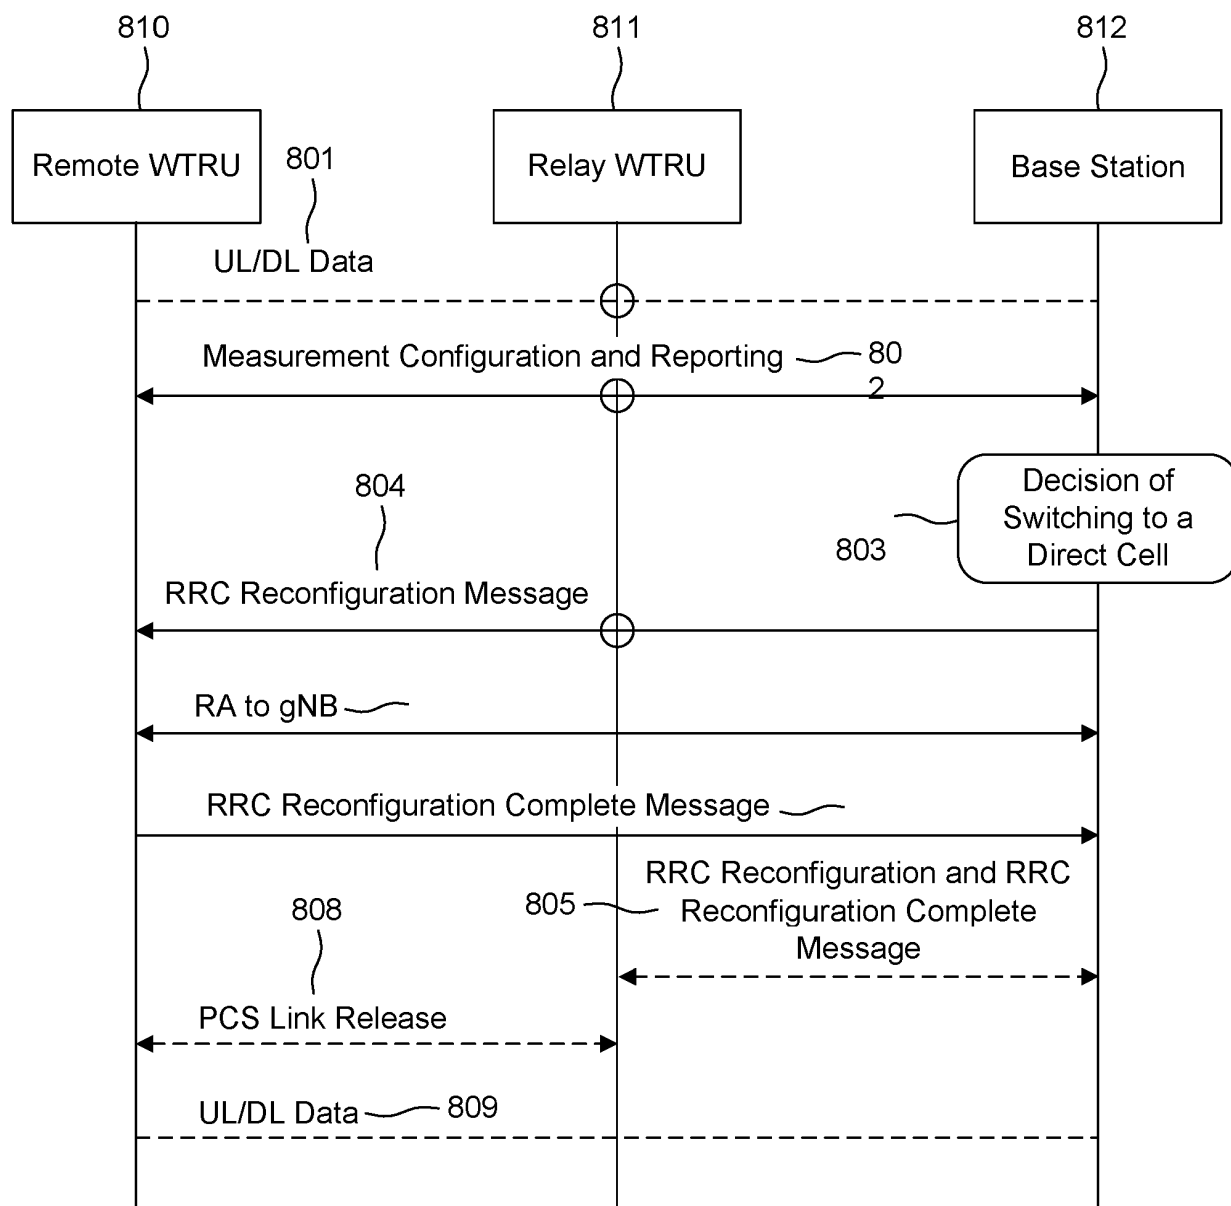 810
811
812
Remote WTRU
Relay WTRU
Base Station
801
UL/DL Data
Measurement Configuration and Reporting
80
2
Decision of
Switching to a
Direct Cell
803
804
RRC Reconfiguration Message
RA to gNB
RRC Reconfiguration Complete Message
RRC Reconfiguration and RRC
Reconfiguration Complete
Message
805
808
PCS Link Release
UL/DL Data
809